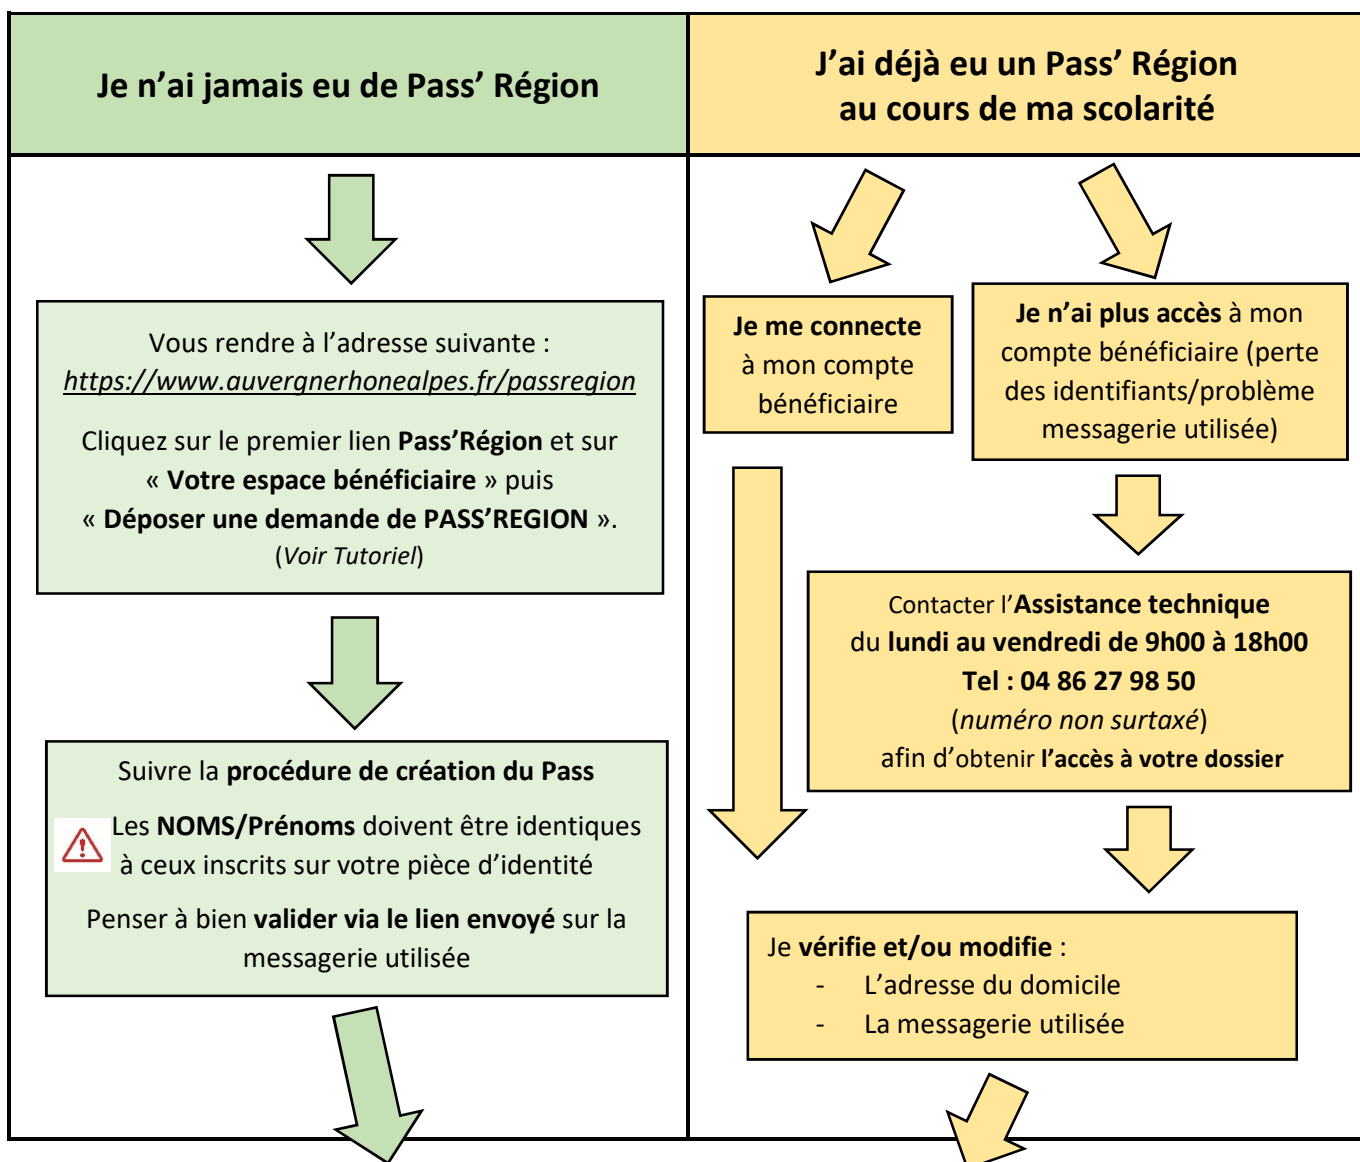 Je n’ai jamais eu de Pass’ Région
J’ai déjà eu un Pass’ Région
au cours de ma scolarité
Vous rendre à l’adresse suivante :
https://www.auvergnerhonealpes.fr/passregion
Cliquez sur le premier lien Pass’Région et sur
« Votre espace bénéficiaire » puis
« Déposer une demande de PASS’REGION ».
(Voir Tutoriel)
Suivre la procédure de création du Pass
Les NOMS/Prénoms doivent être identiques
à ceux inscrits sur votre pièce d’identité
Penser à bien valider via le lien envoyé sur la
messagerie utilisée
Je me connecte
à mon compte
bénéficiaire
Je n’ai plus accès à mon
compte bénéficiaire (perte
des identifiants/problème
messagerie utilisée)
Contacter l’Assistance technique
du lundi au vendredi de 9h00 à 18h00
Tel : 04 86 27 98 50
(numéro non surtaxé)
afin d’obtenir l’accès à votre dossier
Je vérifie et/ou modifie :
- L’adresse du domicile
- La messagerie utilisée